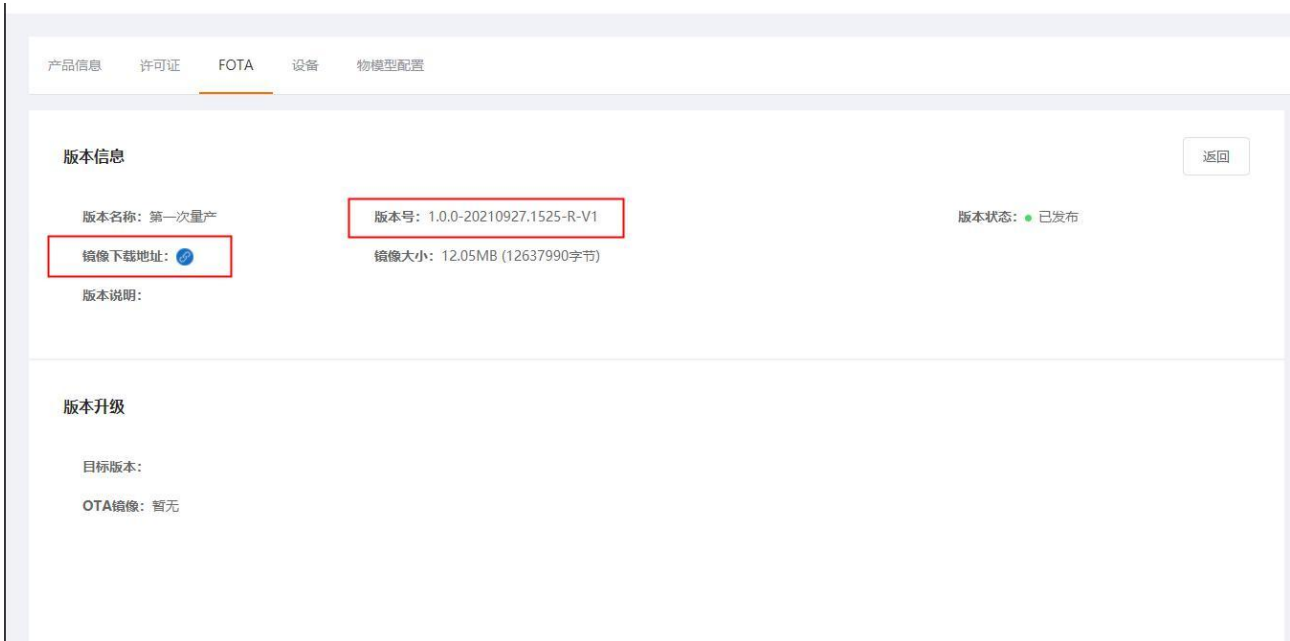 产品信息 许可证 FOTA 设备 物模型配置
版本信息 返回
版本名称：第一次量产 版本号：1.0.0-20210927.1525-R-V1 版本状态： 已发布
镜像下载地址： 镜像大小：12.05MB (12637990字节)
版本说明：
版本升级
目标版本：
OTA镜像：暂无